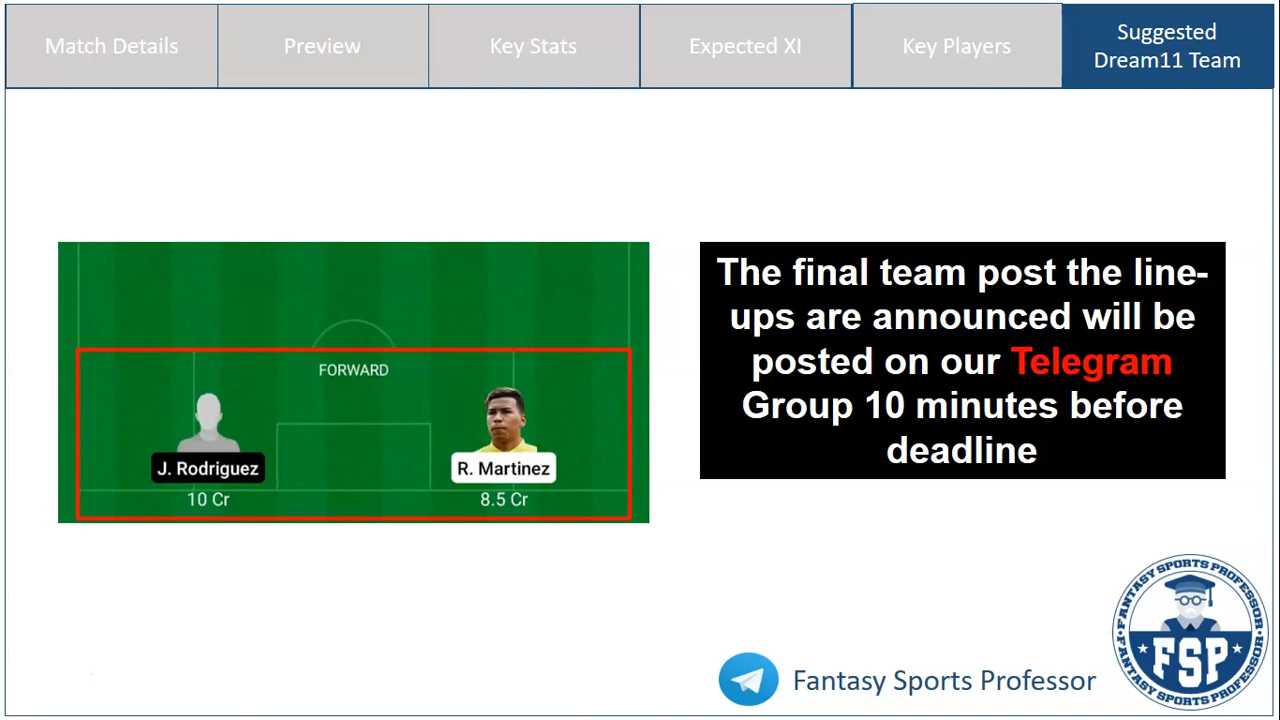 Match Details
Preview
Key Stats
Expected XI
Key Players
Suggested
Dream11 Team
FORWARD
J. Rodriguez
R. Martinez
10 Cr
8.5 Cr
The final team post the line-
ups are announced will be
posted on our Telegram
Group 10 minutes before
deadline
Fantasy Sports Professor
FANTASY SPORTS PROFESSOR
FSP
FANTASY SPORTS PROFESSOR